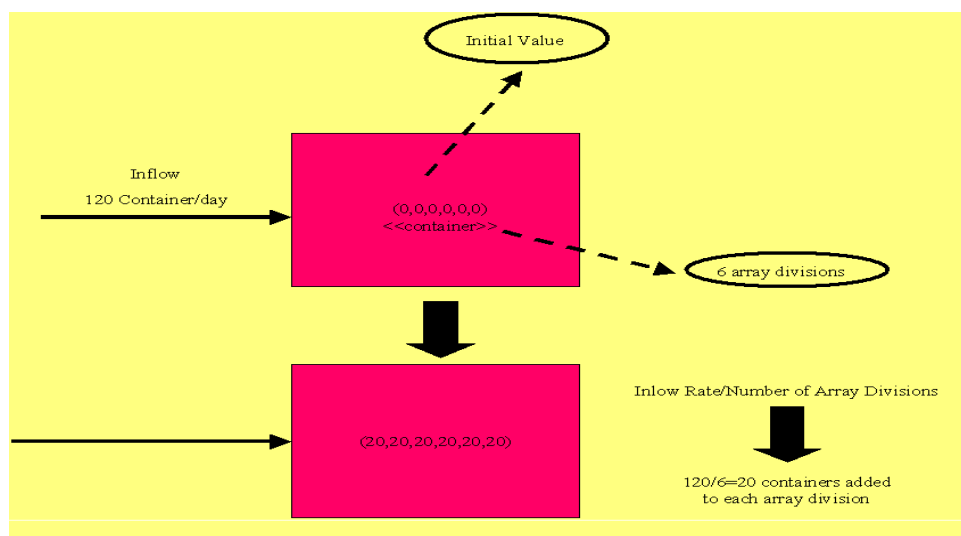 Initial Value
Inflow
120 Container/day
(0,0,0,0,0,0)
<<container>>
6 array divisions
Inlow Rate/Number of Array Divisions
(20,20,20,20,20,20)
120/6=20 containers added
to each array division